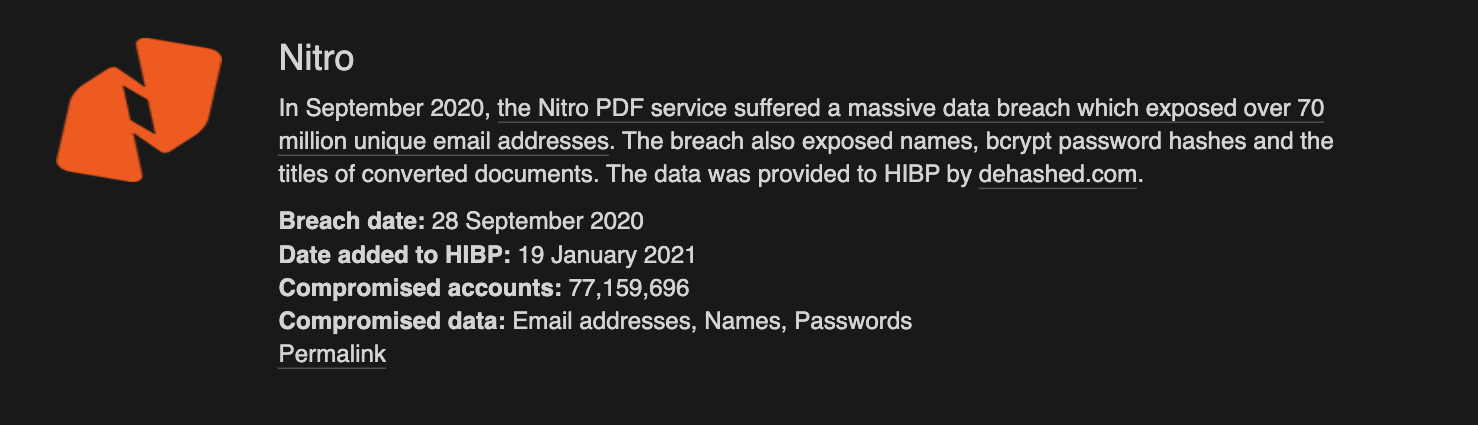 Nitro
In September 2020, the Nitro PDF service suffered a massive data breach which exposed over 70
million unique email addresses. The breach also exposed names, bcrypt password hashes and the
titles of converted documents. The data was provided to HIBP by dehashed.com.
Breach date: 28 September 2020
Date added to HIBP: 19 January 2021
Compromised accounts: 77,159,696
Compromised data: Email addresses, Names, Passwords
Permalink